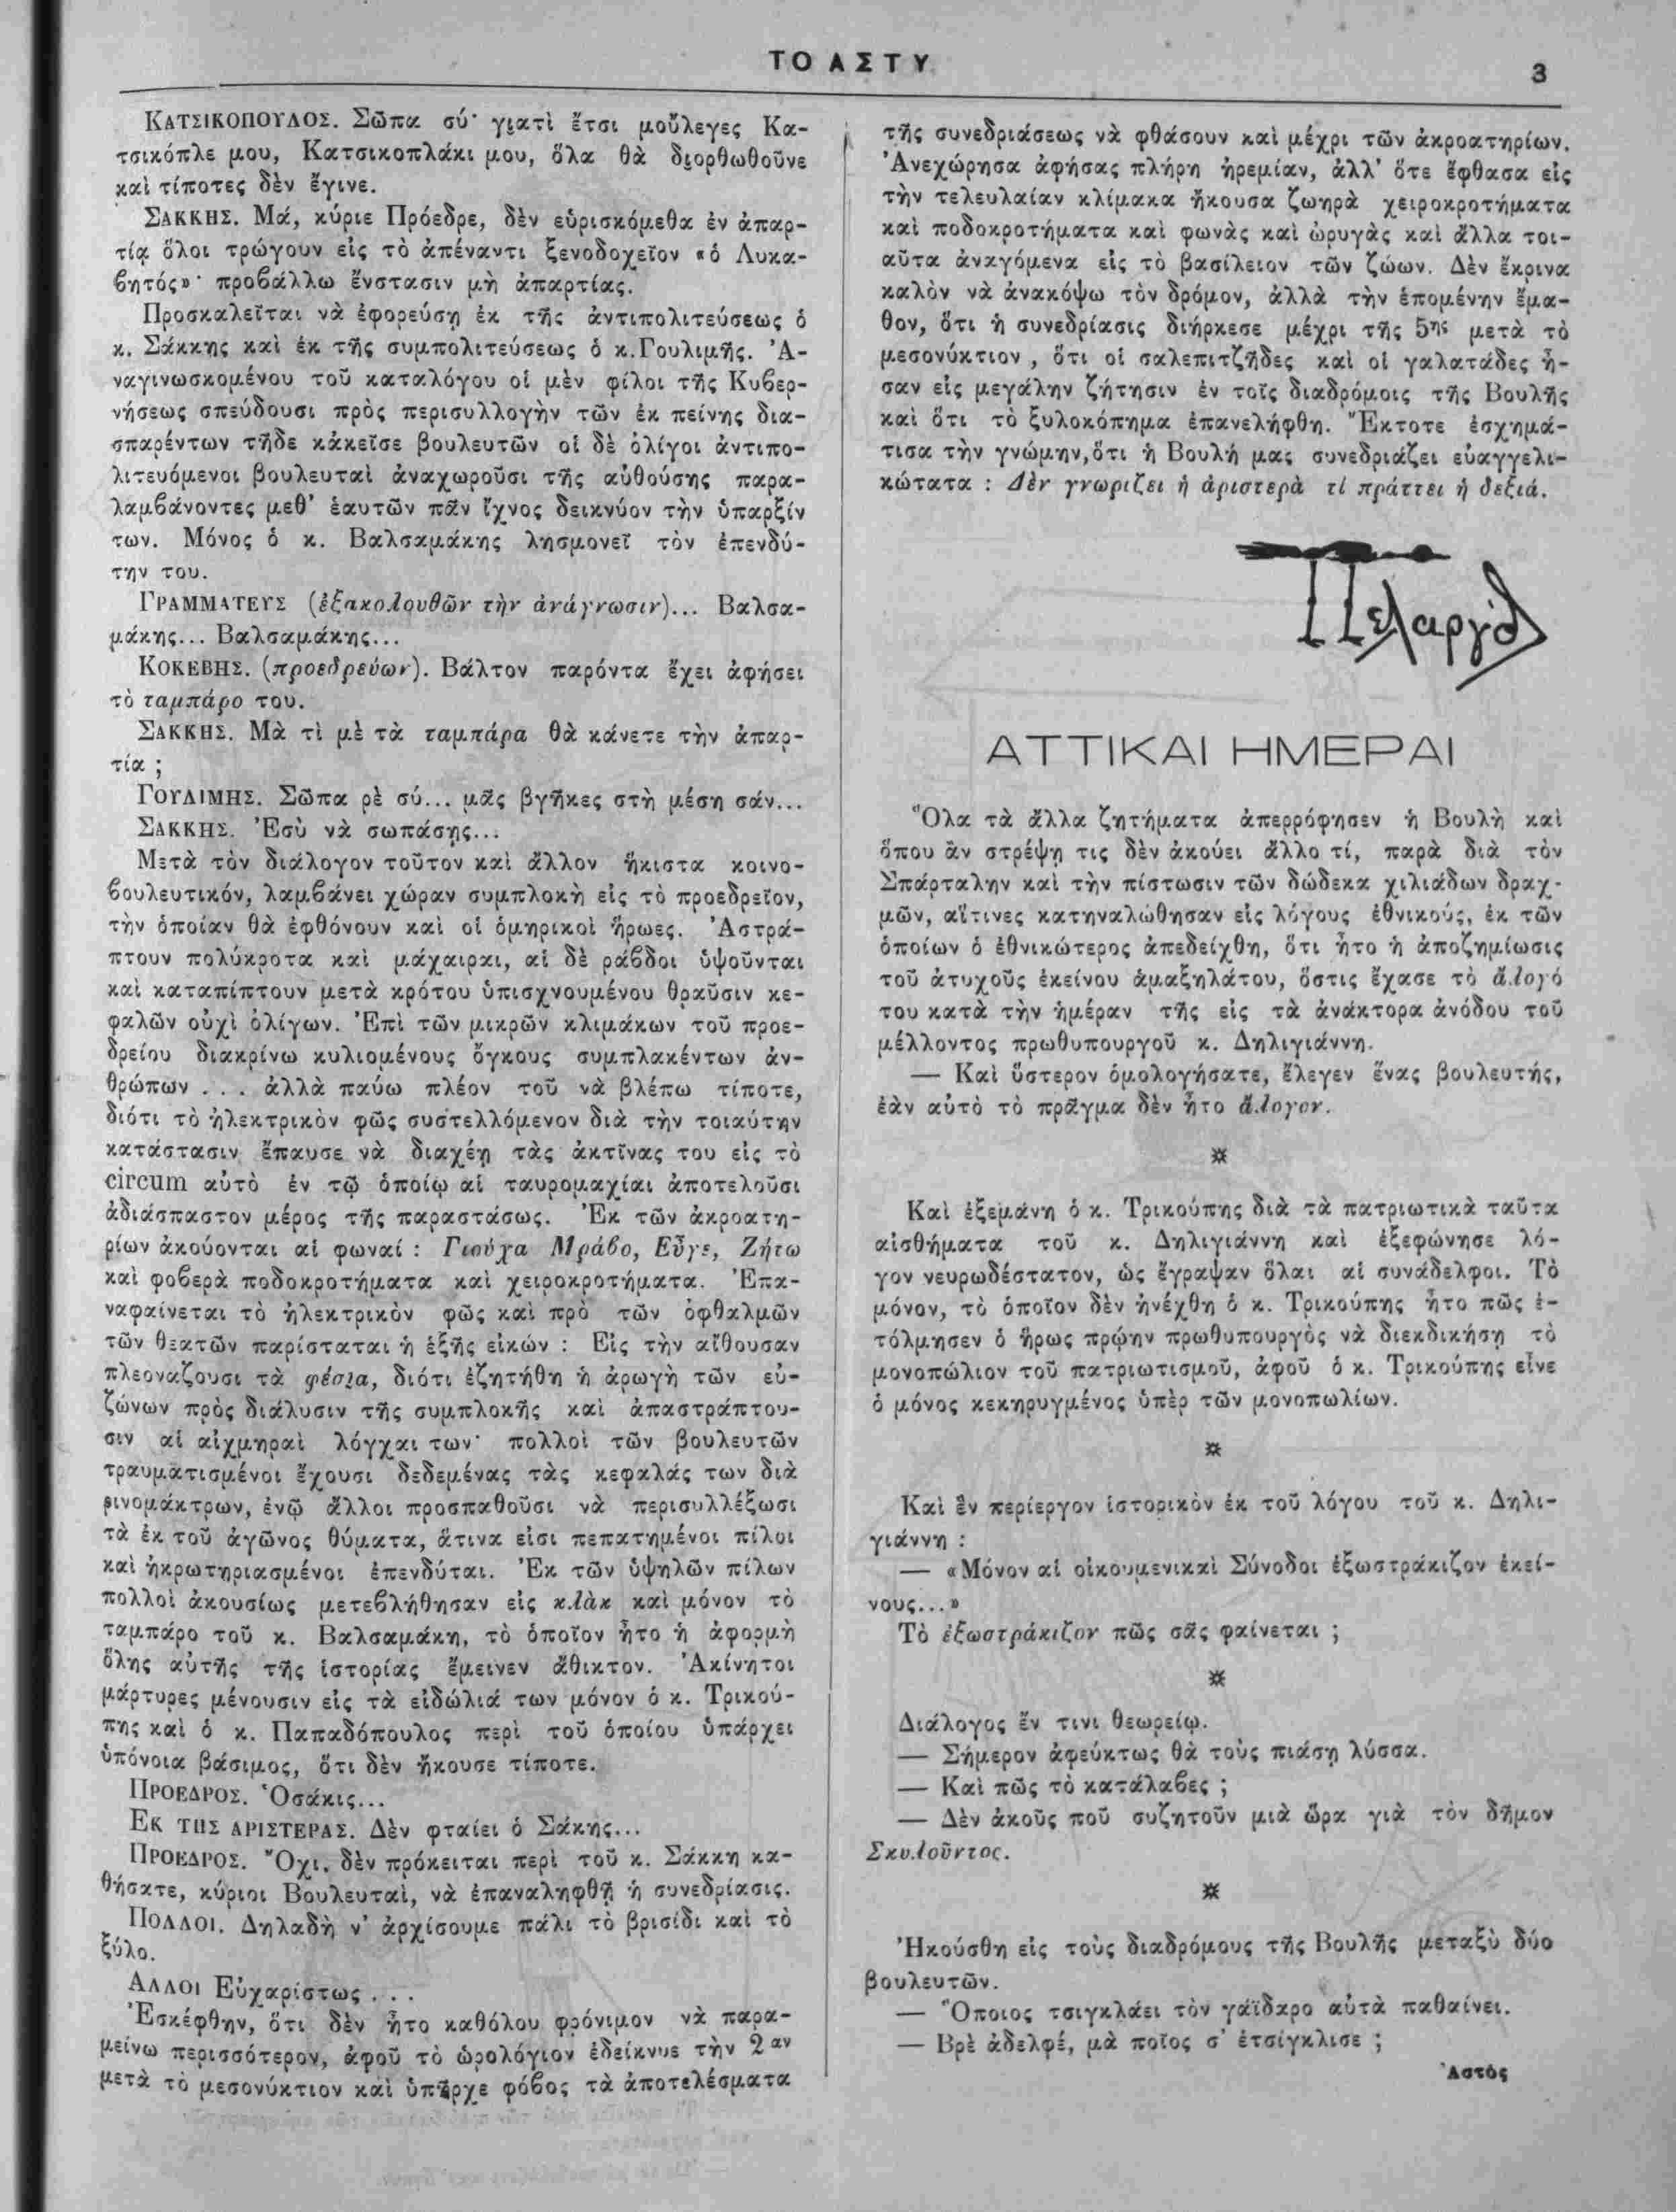 ΤΟ ΑΣΤΥ
3
ΚΑΤΣΙΚΟΠΟΥΛΟΣ. Σῶπα σύ· γιατὶ ἔτσι μοὔλεγες Κα-
τσικόπλε μου, Κατσικοπλάκι μου, ὅλα θὰ διορθωθοῦνε
καὶ τίποτες δὲν ἔγινε.
ΣΑΚΚΗΣ. Μά, κύριε Πρόεδρε, δὲν εὑρισκόμεθα ἐν ἀπαρ-
τίᾳ ὅλοι τρώγουν εἰς τὸ ἀπέναντι ξενοδοχεῖον «ὁ Λυκα-
βητός»· προβάλλω ἔνστασιν μὴ ἀπαρτίας.
Προσκαλεῖται νὰ ἐφορεύσῃ ἐκ τῆς ἀντιπολιτεύσεως ὁ
κ. Σάκκης καὶ ἐκ τῆς συμπολιτεύσεως ὁ κ.Γουλιμῆς. Ἀ-
ναγινωσκομένου τοῦ καταλόγου οἱ μὲν φίλοι τῆς Κυβερ-
νήσεως σπεύδουσι πρὸς περισυλλογὴν τῶν ἐκ πείνης δια-
σπαρέντων τῇδε κἀκεῖσε βουλευτῶν οἱ δὲ ὀλίγοι ἀντιπο-
λιτευόμενοι βουλευταὶ ἀναχωροῦσι τῆς αὐθούσης παρα-
λαμβάνοντες μεθ' ἑαυτῶν πᾶν ἴχνος δεικνύον τὴν ὑπαρξίν
των. Μόνος ὁ κ. Βαλσαμάκης λησμονεῖ τὸν ἐπενδύ-
την του.
ΓΡΑΜΜΑΤΕΥΣ (ἐξακολουθῶν τὴν ἀνάγνωσιν)... Βαλσα-
μάκης... Βαλσαμάκης...
ΚΟΚΕΒΗΣ. (προεδρεύων). Βάλτον παρόντα ἔχει ἀφήσει
τὸ ταμπάρο του.
ΣΑΚΚΗΣ. Μὰ τὶ μὲ τὰ ταμπάρα θὰ κάνετε τὴν ἀπαρ-
τία ;
ΓΟΥΛΙΜΗΣ. Σῶπα ρὲ σύ... μᾶς βγῆκες στὴ μέση σάν...
ΣΑΚΚΗΣ. Ἐσὺ νὰ σωπάσῃς...
Μετὰ τὸν διάλογον τοῦτον καὶ ἄλλον ἥκιστα κοινο-
βουλευτικόν, λαμβάνει χώραν συμπλοκὴ εἰς τὸ προεδρεῖον,
τὴν ὁποίαν θὰ ἐφθόνουν καὶ οἱ ὁμηρικοὶ ἥρωες. Ἀστρά-
πτουν πολύκροτα καὶ μάχαιραι, αἱ δὲ ράβδοι ὑψοῦνται
καὶ καταπίπτουν μετὰ κρότου ὑπισχνουμένου θραῦσιν κε-
φαλῶν οὐχὶ ὀλίγων. Ἐπὶ τῶν μικρῶν κλιμάκων τοῦ προε-
δρείου διακρίνω κυλιομένους ὄγκους συμπλακέντων ἀν-
θρώπων . . . ἀλλὰ παύω πλέον τοῦ νὰ βλέπω τίποτε,
διότι τὸ ἠλεκτρικὸν φῶς συστελλόμενον διὰ τὴν τοιαύτην
κατάστασιν ἔπαυσε νὰ διαχέῃ τὰς ἀκτῖνας του εἰς τὸ
circum αὐτὸ ἐν τῷ ὁποίῳ αἱ ταυρομαχίαι ἀποτελοῦσι
ἀδιάσπαστον μέρος τῆς παραστάσως. Ἐκ τῶν ἀκροατη-
ρίων ἀκούονται αἱ φωναί : Γιούχα Μράβο, Εὖγε, Ζήτω
καὶ φοβερὰ ποδοκροτήματα καὶ χειροκροτήματα. Ἐπα-
ναφαίνεται τὸ ἠλεκτρικὸν φῶς καὶ πρὸ τῶν ὀφθαλμῶν
τῶν θεατῶν παρίσταται ἡ ἑξῆς εἰκών : Εἰς τὴν αἴθουσαν
πλεονάζουσι τὰ φέσια, διότι ἐζητήθη ἡ ἀρωγὴ τῶν εὐ-
ζώνων πρὸς διάλυσιν τῆς συμπλοκῆς καὶ ἀπαστράπτου-
σιν αἱ αἰχμηραὶ λόγχαι των· πολλοὶ τῶν βουλευτῶν
τραυματισμένοι ἔχουσι δεδεμένας τὰς κεφαλάς των διὰ
ρινομάκτρων, ἐνῷ ἄλλοι προσπαθοῦσι νὰ περισυλλέξωσι
τὰ ἐκ τοῦ ἀγῶνος θύματα, ἅτινα εἰσι πεπατημένοι πίλοι
καὶ ἠκρωτηριασμένοι ἐπενδύται. Ἐκ τῶν ὑψηλῶν πίλων
πολλοὶ ἀκουσίως μετεβλήθησαν εἰς κλὰκ καὶ μόνον τὸ
ταμπάρο τοῦ κ. Βαλσαμάκη, τὸ ὁποῖον ἦτο ἡ ἀφορμὴ
ὅλης αὐτῆς τῆς ἱστορίας ἔμεινεν ἄθικτον. Ἀκίνητοι
μάρτυρες μένουσιν εἰς τὰ εἰδώλιά των μόνον ὁ κ. Τρικού-
πης καὶ ὁ κ. Παπαδόπουλος περὶ τοῦ ὁποίου ὑπάρχει
ὑπόνοια βάσιμος, ὅτι δὲν ἤκουσε τίποτε.
ΠΡΟΕΔΡΟΣ. Ὁσάκις...
ΕΚ ΤΗΣ ΑΡΙΣΤΕΡΑΣ. Δὲν φταίει ὁ Σάκης...
ΠΡΟΕΔΡΟΣ. Ὄχι. δὲν πρόκειται περὶ τοῦ κ. Σάκκη κα-
θήσατε, κύριοι Βουλευταί, νὰ ἐπαναληφθῇ ἡ συνεδρίασις.
ΠΟΛΛΟΙ. Δηλαδὴ ν' ἀρχίσουμε πάλι τὸ βρισίδι καὶ τὸ
ξύλο.
ΑΛΛΟΙ Εὐχαρίστως . . .
Ἐσκέφθην, ὅτι δὲν ἦτο καθόλου φρόνιμον νὰ παρα-
μείνω περισσότερον, ἀφοῦ τὸ ὡρολόγιον ἐδείκνυε τὴν 2αν
μετὰ τὸ μεσονύκτιον καὶ ὑπῆρχε φόβος τὰ ἀποτελέσματα
τῆς συνεδριάσεως νὰ φθάσουν καὶ μέχρι τῶν ἀκροατηρίων.
Ἀνεχώρησα ἀφήσας πλήρη ἠρεμίαν, ἀλλ' ὅτε ἔφθασα εἰς
τὴν τελευλαίαν κλίμακα ἤκουσα ζωηρὰ χειροκροτήματα
καὶ ποδοκροτήματα καὶ φωνὰς καὶ ὠρυγὰς καὶ ἄλλα τοι-
αῦτα ἀναγόμενα εἰς τὸ βασίλειον τῶν ζώων. Δὲν ἔκρινα
καλὸν νὰ ἀνακόψω τὸν δρόμον, ἀλλὰ τὴν ἑπομένην ἔμα-
θον, ὅτι ἡ συνεδρίασις διήρκεσε μέχρι τῆς 5ης μετὰ τὸ
μεσονύκτιον , ὅτι οἱ σαλεπιτζῆδες καὶ οἱ γαλατάδες ἦ-
σαν εἰς μεγάλην ζήτησιν ἐν τοῖς διαδρόμοις τῆς Βουλῆς
καὶ ὅτι τὸ ξυλοκόπημα ἐπανελήφθη. Ἔκτοτε ἐσχημά-
τισα τὴν γνώμην,ὅτι ἡ Βουλή μας συνεδριάζει εὐαγγελι-
κώτατα : Δὲν γνωρίζει ἡ ἀριστερὰ τί πράττει ἡ δεξιά.
Πελαργός
ΑΤΤΙΚΑΙ ΗΜΕΡΑΙ
Ὅλα τὰ ἄλλα ζητήματα ἀπερρόφησεν ἡ Βουλὴ καὶ
ὅπου ἂν στρέψῃ τις δὲν ἀκούει ἄλλο τί, παρὰ διὰ τὸν
Σπάρταλην καὶ τὴν πίστωσιν τῶν δώδεκα χιλιάδων δραχ-
μῶν, αἵτινες κατηναλώθησαν εἰς λόγους ἐθνικούς, ἐκ τῶν
ὁποίων ὁ ἐθνικώτερος ἀπεδείχθη, ὅτι ἦτο ἡ ἀποζημίωσις
τοῦ ἀτυχοῦς ἐκείνου ἁμαξηλάτου, ὅστις ἔχασε τὸ ἄλογό
του κατὰ τὴν ἡμέραν τῆς εἰς τὰ ἀνάκτορα ἀνόδου τοῦ
μέλλοντος πρωθυπουργοῦ κ. Δηλιγιάννη.
— Καὶ ὕστερον ὁμολογήσατε, ἔλεγεν ἕνας βουλευτής,
ἐὰν αὐτὸ τὸ πρᾶγμα δὲν ἦτο ἄλογον.
Καὶ ἐξεμάνη ὁ κ. Τρικούπης διὰ τὰ πατριωτικὰ ταῦτα
αἰσθήματα τοῦ κ. Δηλιγιάννη καὶ ἐξεφώνησε λό-
γον νευρωδέστατον, ὡς ἔγραψαν ὅλαι αἱ συνάδελφοι. Τὸ
μόνον, τὸ ὁποῖον δὲν ἠνέχθη ὁ κ. Τρικούπης ἦτο πῶς ἐ-
τόλμησεν ὁ ἥρως πρῴην πρωθυπουργὸς νὰ διεκδικήσῃ τὸ
μονοπώλιον τοῦ πατριωτισμοῦ, ἀφοῦ ὁ κ. Τρικούπης εἶνε
ὁ μόνος κεκηρυγμένος ὑπὲρ τῶν μονοπωλίων.
Καὶ ἓν περίεργον ἱστορικὸν ἐκ τοῦ λόγου τοῦ κ. Δηλι-
γιάννη :
— «Μόνον αἱ οἰκουμενικαὶ Σύνοδοι ἐξωστράκιζον ἐκεί-
νους...»
Τὸ ἐξωστράκιζον πῶς σᾶς φαίνεται ;
Διάλογος ἔν τινι θεωρείῳ.
— Σήμερον ἀφεύκτως θὰ τοὺς πιάσῃ λύσσα.
— Καὶ πῶς τὸ κατάλαβες ;
— Δὲν ἀκοῦς ποῦ συζητοῦν μιὰ ὥρα γιὰ τὸν δῆμον
Σκυλοῦντος.
Ἠκούσθη εἰς τοὺς διαδρόμους τῆς Βουλῆς μεταξὺ δύο
βουλευτῶν.
— Ὅποιος τσιγκλάει τὸν γάϊδαρο αὐτὰ παθαίνει.
— Βρὲ ἀδελφέ, μὰ ποῖος σ' ἐτσίγκλισε ;
Ἀστὸς